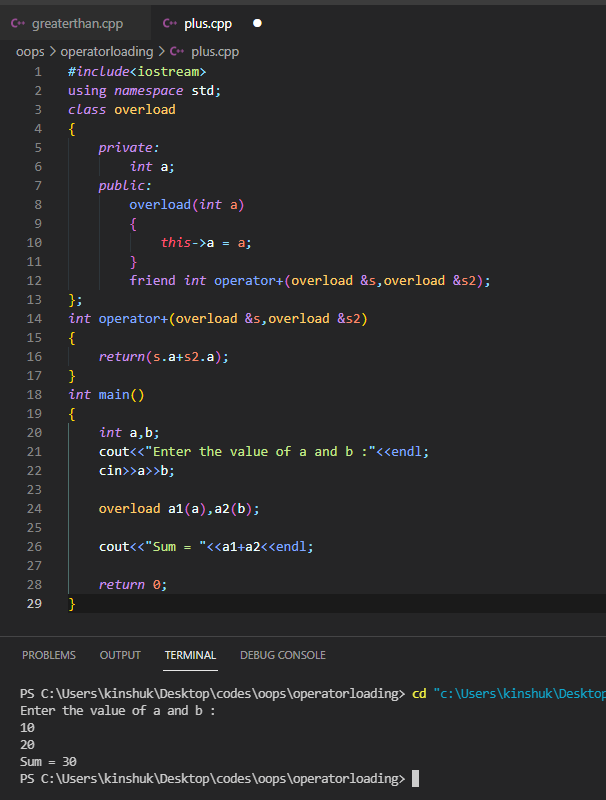 C++ greaterthan.cpp C++ plus.cpp ●
oops > operatorloading > C++ plus.cpp
1 #include<iostream>
2 using namespace std;
3 class overload
4 {
5 private:
6 int a;
7 public:
8 overload(int a)
9 {
10 this->a = a;
11 }
12 friend int operator+(overload &s,overload &s2);
13 };
14 int operator+(overload &s,overload &s2)
15 {
16 return(s.a+s2.a);
17 }
18 int main()
19 {
20 int a,b;
21 cout<<"Enter the value of a and b :"<<endl;
22 cin>>a>>b;
23
24 overload a1(a),a2(b);
25
26 cout<<"Sum = "<<a1+a2<<endl;
27
28 return 0;
29 }
PROBLEMS OUTPUT TERMINAL DEBUG CONSOLE
PS C:\Users\kinshuk\Desktop\codes\oops\operatorloading> cd "c:\Users\kinshuk\Desktop
Enter the value of a and b :
10
20
Sum = 30
PS C:\Users\kinshuk\Desktop\codes\oops\operatorloading>